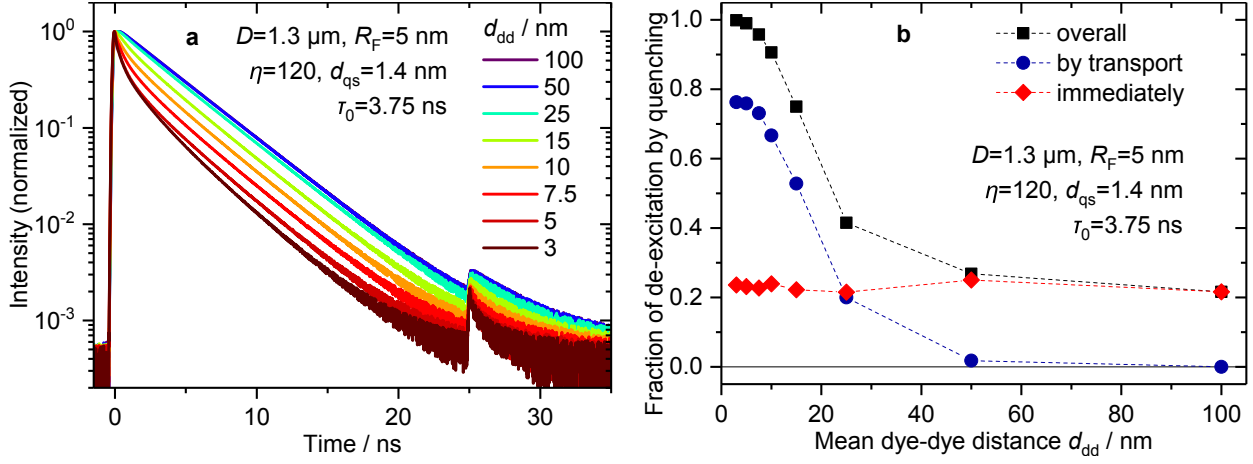 a
D=1.3 µm, R_F=5 nm
η=120, d_qs=1.4 nm
τ_0=3.75 ns
d_dd / nm
100
50
25
15
10
7.5
5
3
10^0
10^-1
10^-2
10^-3
Intensity (normalized)
0 10 20 30
Time / ns
b
overall
by transport
immediately
D=1.3 µm, R_F=5 nm
η=120, d_qs=1.4 nm
τ_0=3.75 ns
1.0
0.8
0.6
0.4
0.2
0.0
Fraction of de-excitation by quenching
0 20 40 60 80 100
Mean dye-dye distance d_dd / nm